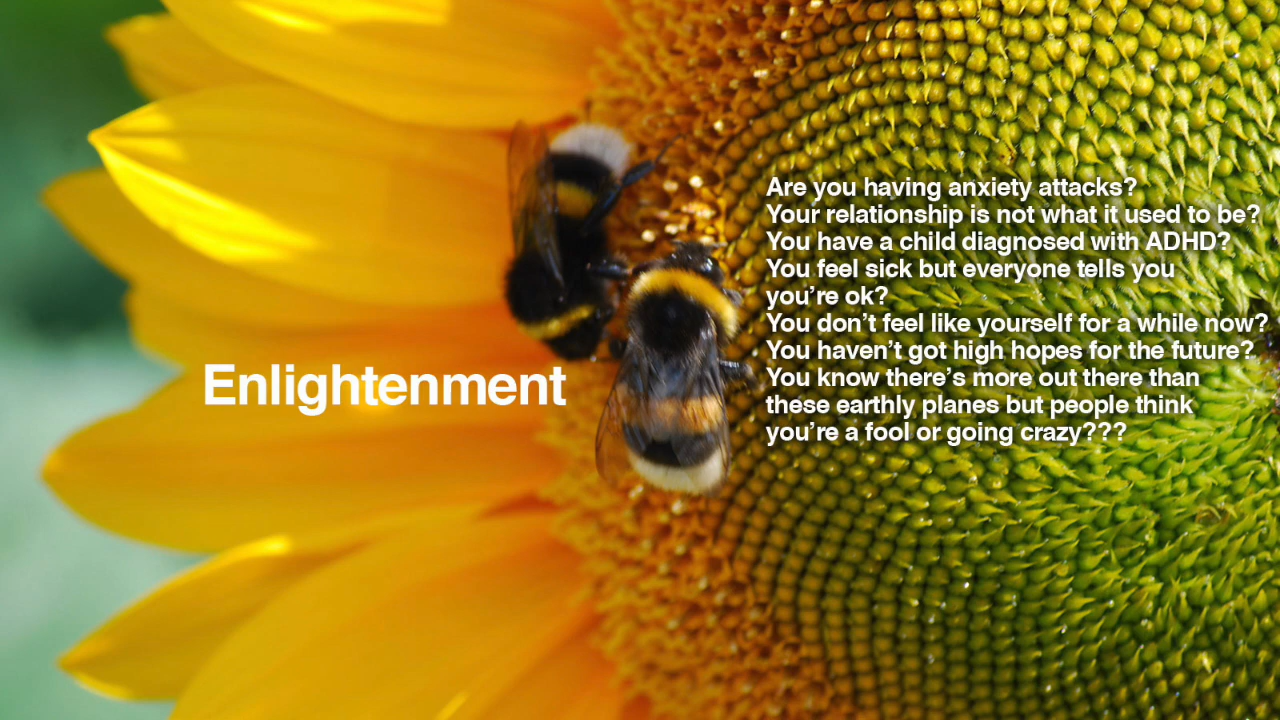 Enlightenment
Are you having anxiety attacks?
Your relationship is not what it used to be?
You have a child diagnosed with ADHD?
You feel sick but everyone tells you
you’re ok?
You don’t feel like yourself for a while now?
You haven’t got high hopes for the future?
You know there’s more out there than
these earthly planes but people think
you’re a fool or going crazy???